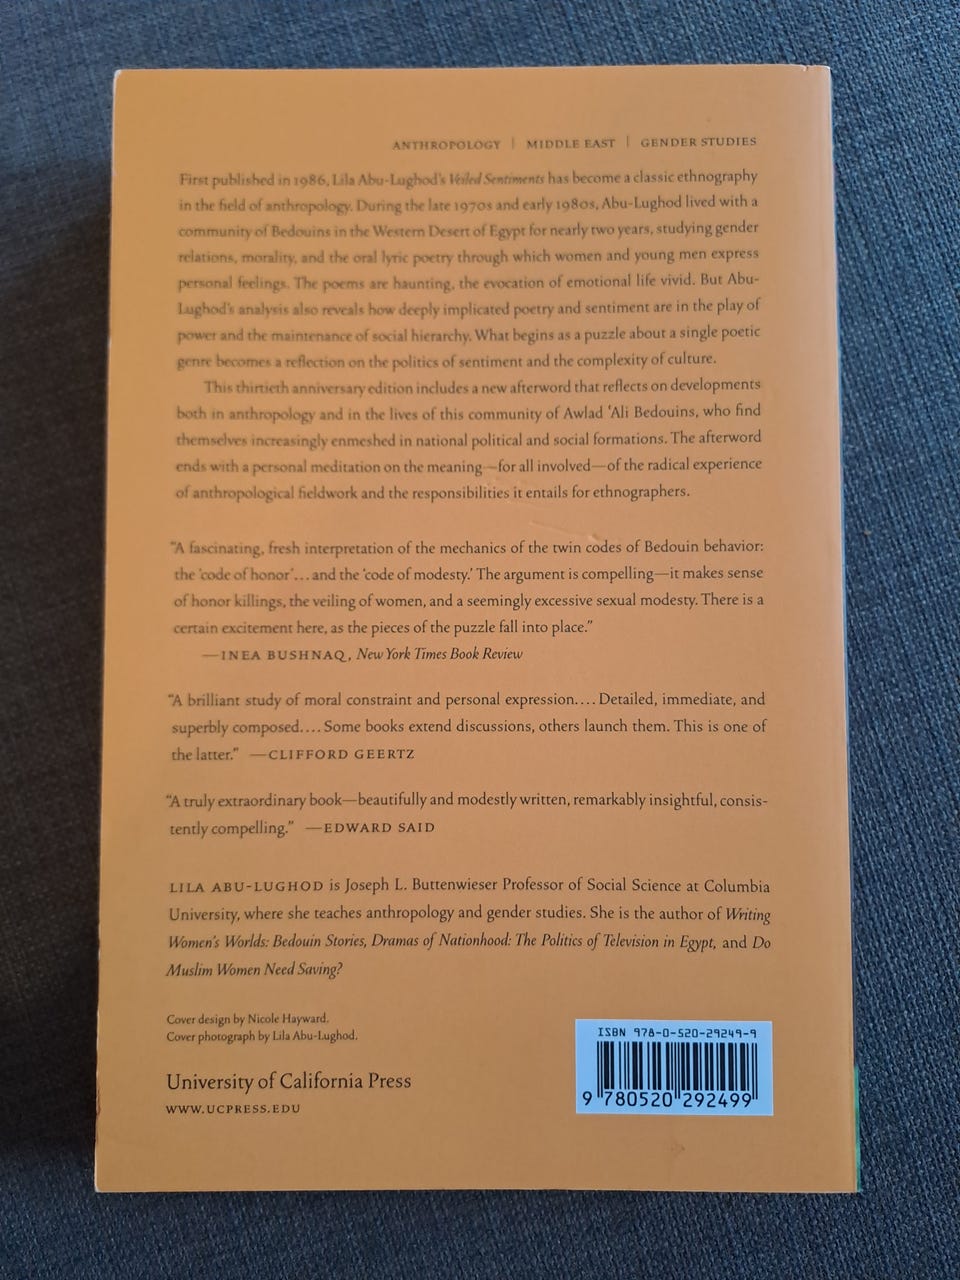 ANTHROPOLOGY | MIDDLE EAST | GENDER STUDIES
First published in 1986, Lila Abu-Lughod's Veiled Sentiments has become a classic ethnography
in the field of anthropology. During the late 1970s and early 1980s, Abu-Lughod lived with a
community of Bedouins in the Western Desert of Egypt for nearly two years, studying gender
relations, morality, and the oral lyric poetry through which women and young men express
personal feelings. The poems are haunting, the evocation of emotional life vivid. But Abu-
Lughod's analysis also reveals how deeply implicated poetry and sentiment are in the play of
power and the maintenance of social hierarchy. What begins as a puzzle about a single poetic
genre becomes a reflection on the politics of sentiment and the complexity of culture.
This thirtieth anniversary edition includes a new afterword that reflects on developments
both in anthropology and in the lives of this community of Awlad 'Ali Bedouins, who find
themselves increasingly enmeshed in national political and social formations. The afterword
ends with a personal meditation on the meaning—for all involved—of the radical experience
of anthropological fieldwork and the responsibilities it entails for ethnographers.
"A fascinating, fresh interpretation of the mechanics of the twin codes of Bedouin behavior:
the 'code of honor'... and the 'code of modesty.' The argument is compelling—it makes sense
of honor killings, the veiling of women, and a seemingly excessive sexual modesty. There is a
certain excitement here, as the pieces of the puzzle fall into place."
—INEA BUSHNAQ, New York Times Book Review
"A brilliant study of moral constraint and personal expression.... Detailed, immediate, and
superbly composed.... Some books extend discussions, others launch them. This is one of
the latter." —CLIFFORD GEERTZ
"A truly extraordinary book—beautifully and modestly written, remarkably insightful, consis-
tently compelling." —EDWARD SAID
LILA ABU-LUGHOD is Joseph L. Buttenwieser Professor of Social Science at Columbia
University, where she teaches anthropology and gender studies. She is the author of Writing
Women's Worlds: Bedouin Stories, Dramas of Nationhood: The Politics of Television in Egypt, and Do
Muslim Women Need Saving?
Cover design by Nicole Hayward.
Cover photograph by Lila Abu-Lughod.
University of California Press
WWW.UCPRESS.EDU
ISBN 978-0-520-29249-9
9 780520 292499